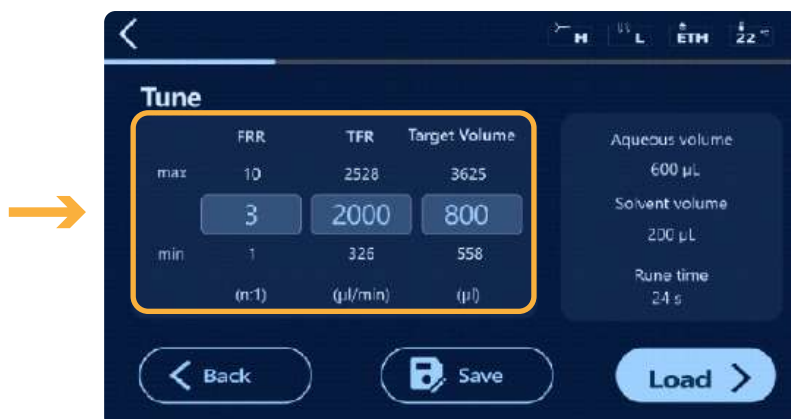 H L ETH 22 °C
Tune
FRR TFR Target Volume
max 10 2528 3625
3 2000 800
min 1 326 558
(n:1) (µl/min) (µl)
Aqueous volume
600 µL
Solvent volume
200 µL
Rune time
24 s
Back Save Load